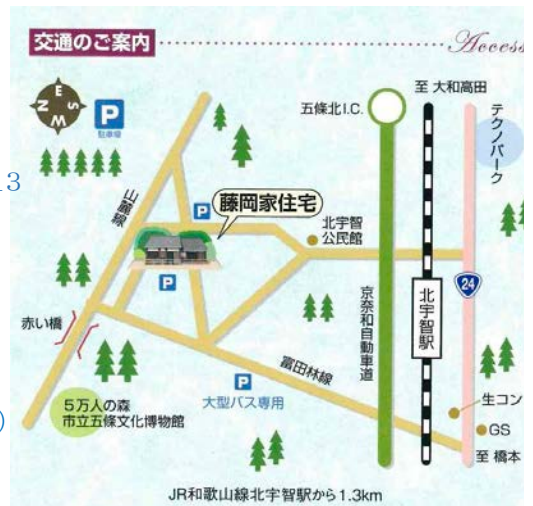 交通のご案内
Access
E
N
S
W
P
駐車場
五條北I.C.
至 大和高田
テクノパーク
13
山麓線
P
藤岡家住宅
北宇智
公民館
P
24
京奈和自動車道
北宇智駅
赤い橋
富田林線
P
大型バス専用
生コン
GS
5万人の森
市立五條文化博物館
)
至 橋本
JR和歌山線北宇智駅から1.3km